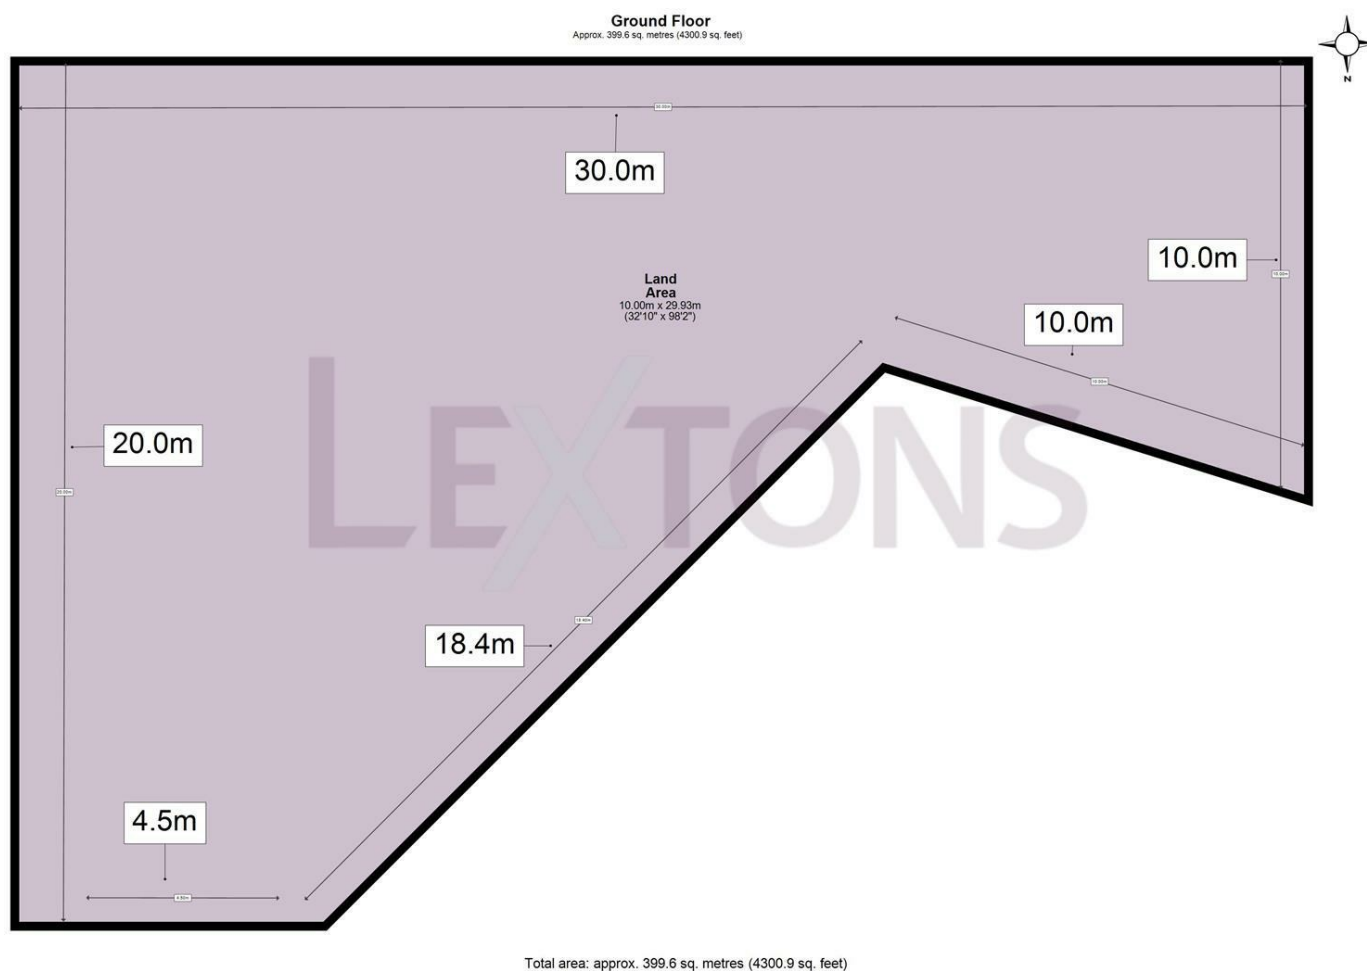 Ground Floor
Approx. 399.6 sq. metres (4300.9 sq. feet)
N
30.0m
10.0m
Land
Area
10.00m x 29.93m
(32'10" x 98'2")
10.0m
20.0m
LEXTONS
18.4m
4.5m
Total area: approx. 399.6 sq. metres (4300.9 sq. feet)